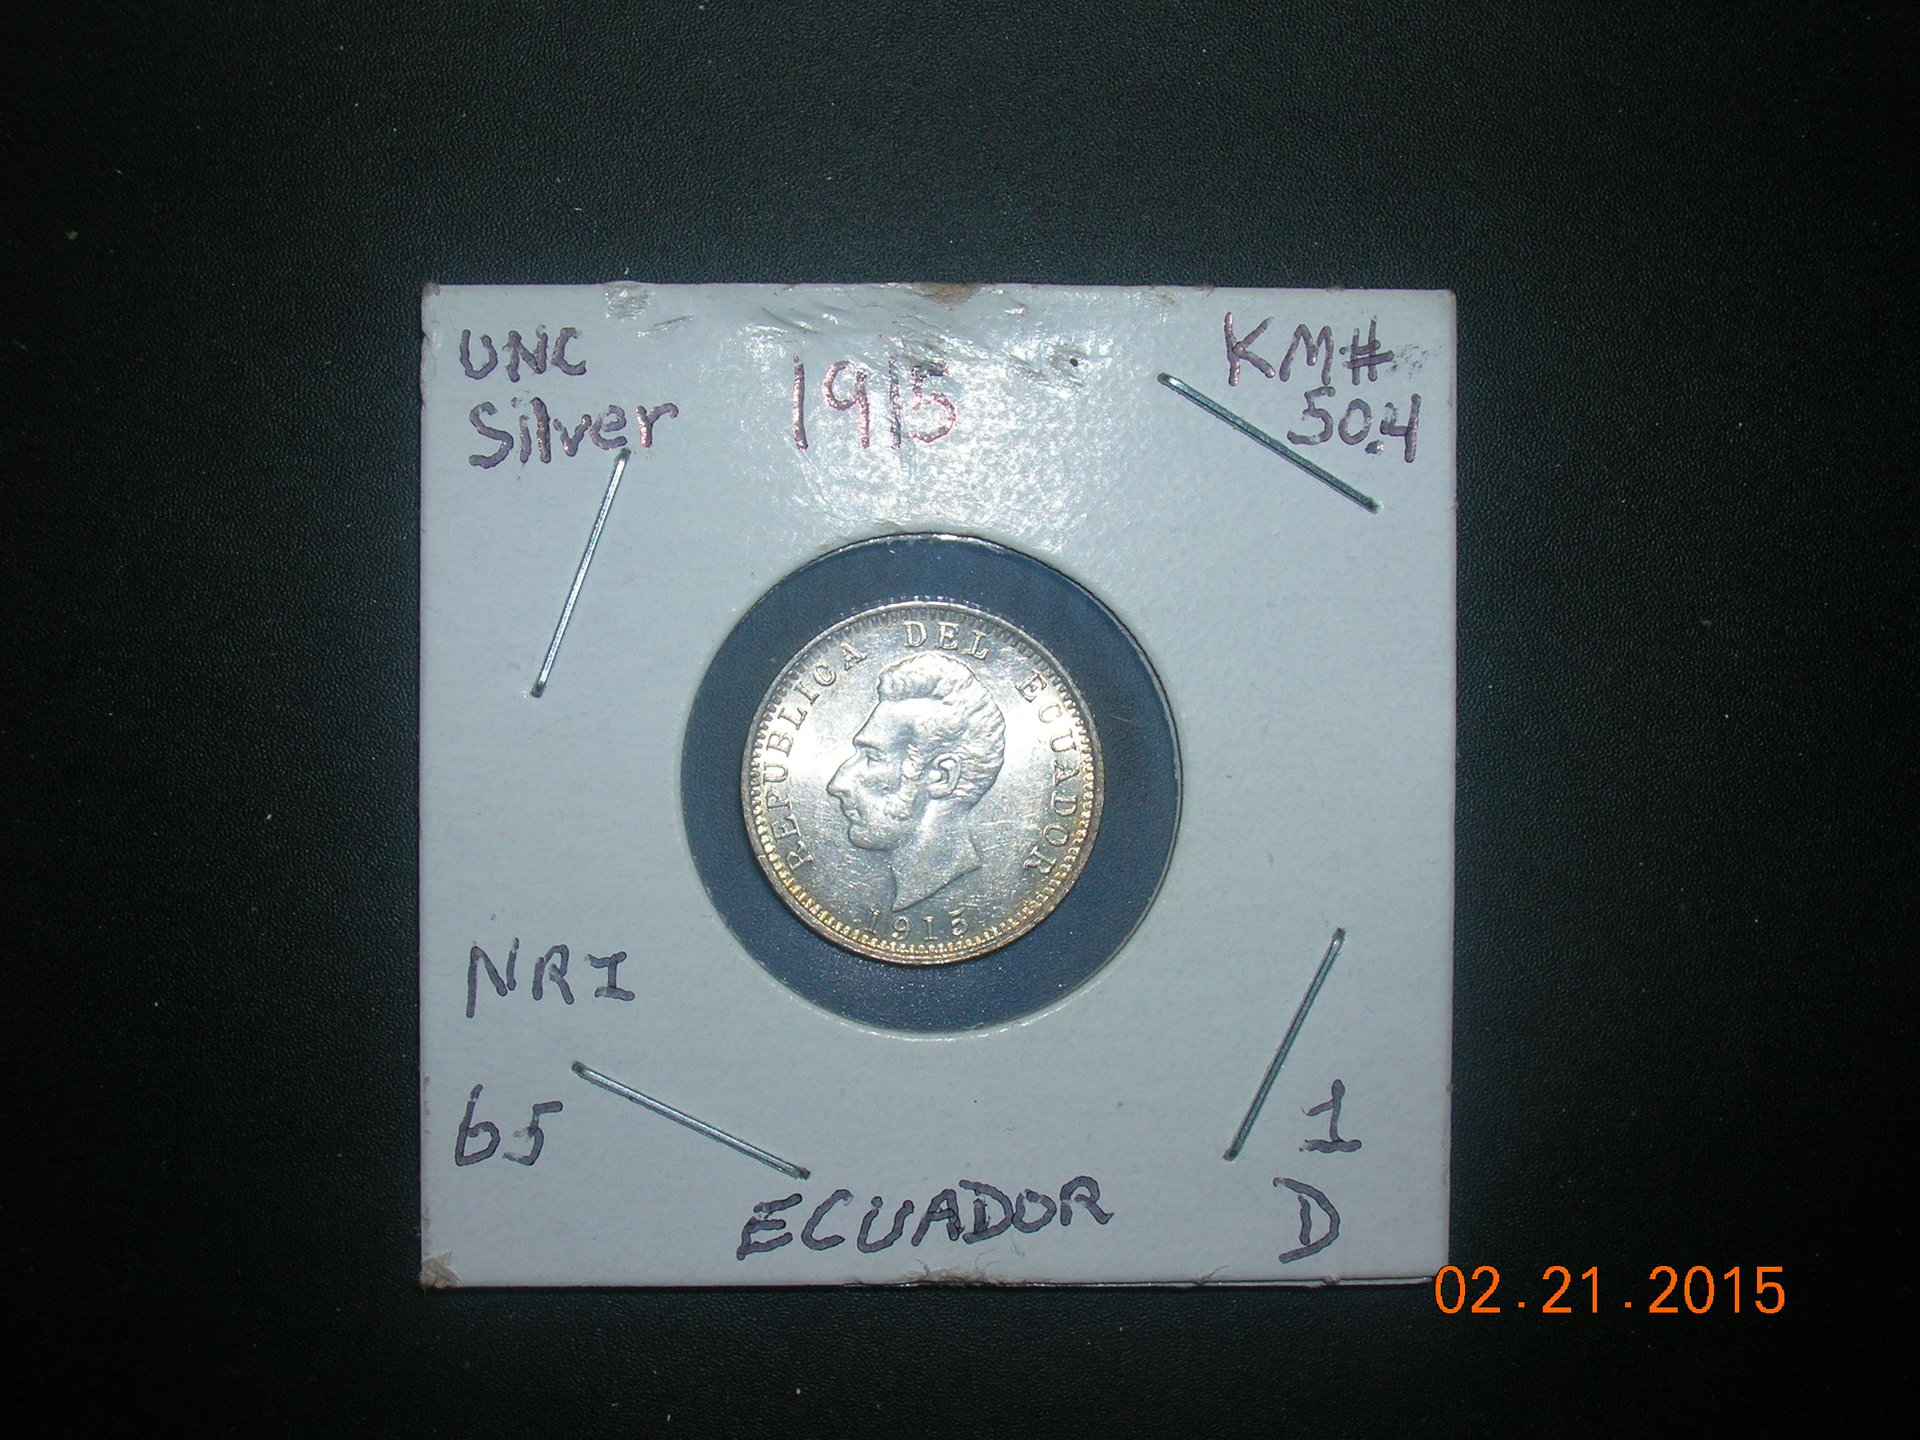 UNC
Silver
1915
KM#
50.4
REPUBLICA DEL ECUADOR
1915
NRI
65
1
D
ECUADOR
02.21.2015